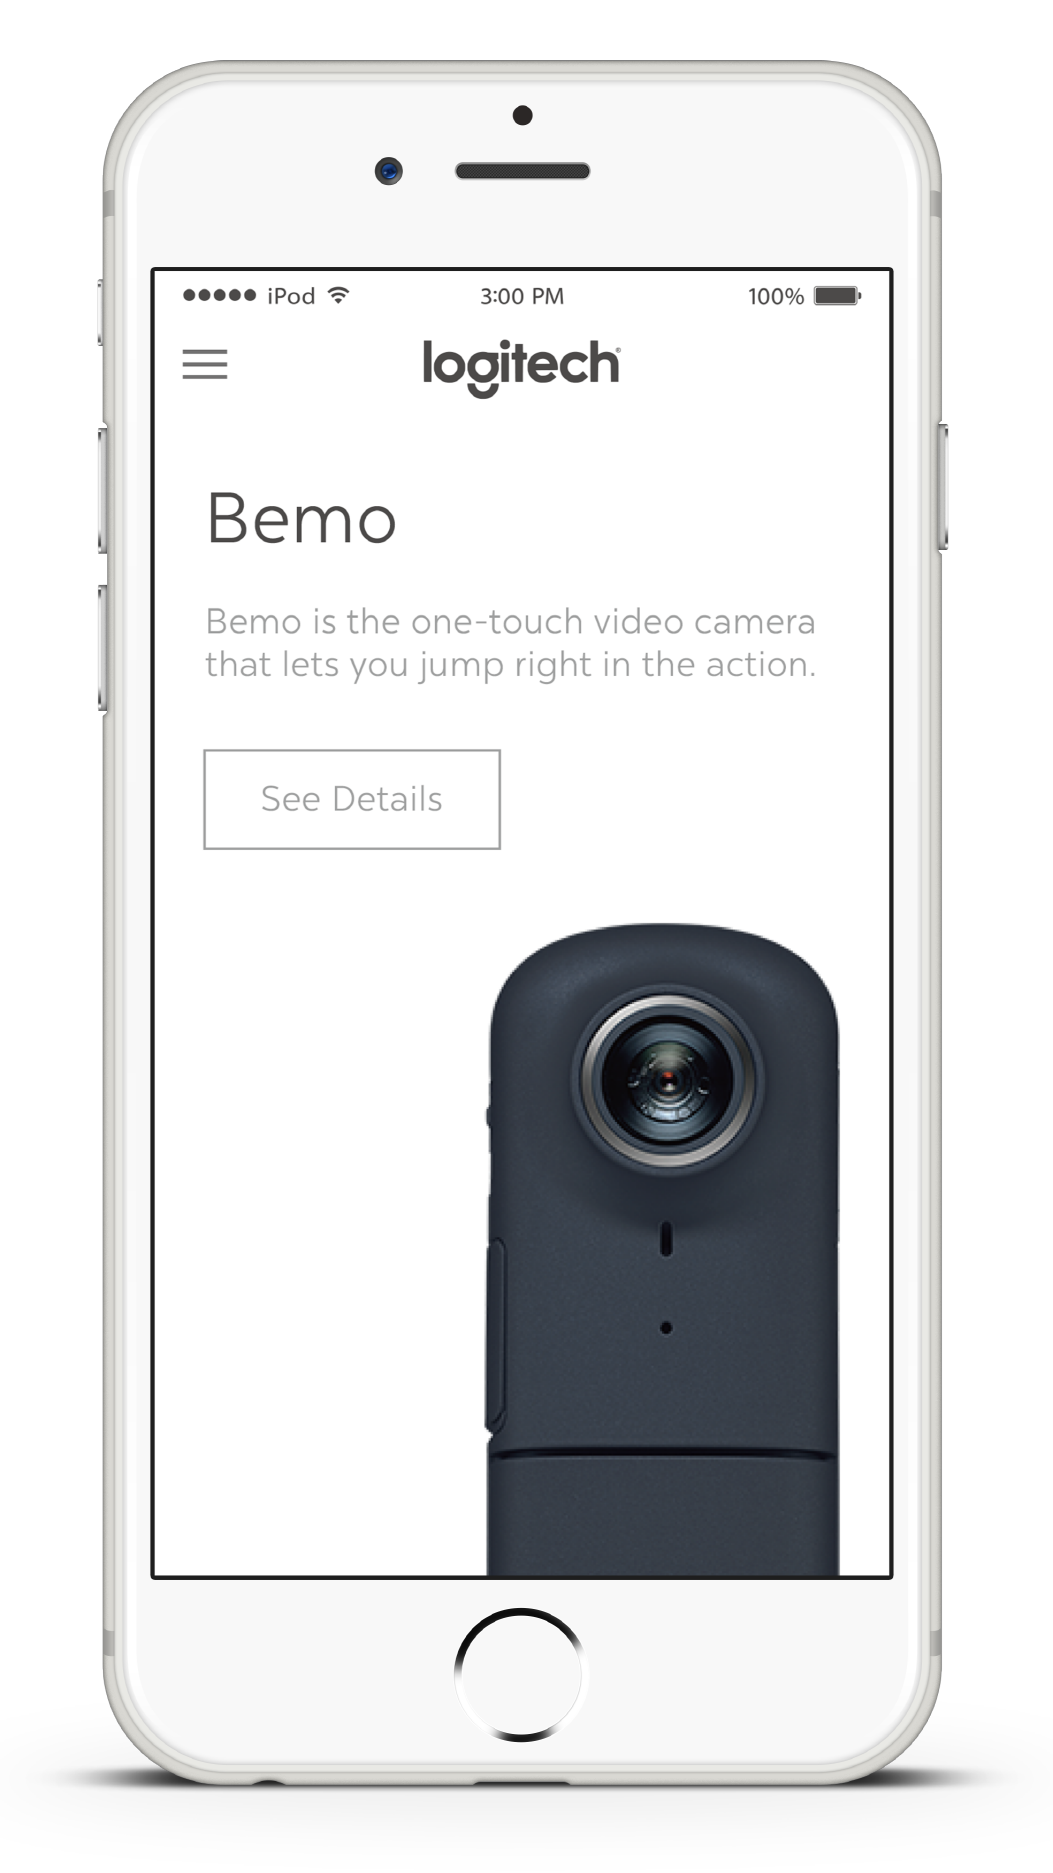 iPod 3:00 PM 100%
logitech
Bemo
Bemo is the one-touch video camera
that lets you jump right in the action.
See Details